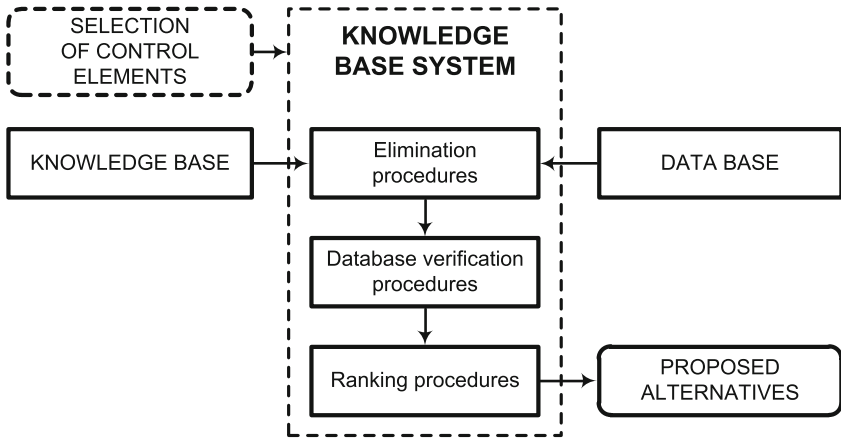 SELECTION
OF CONTROL
ELEMENTS
KNOWLEDGE
BASE SYSTEM
KNOWLEDGE BASE
Elimination
procedures
DATA BASE
Database verification
procedures
Ranking procedures
PROPOSED
ALTERNATIVES